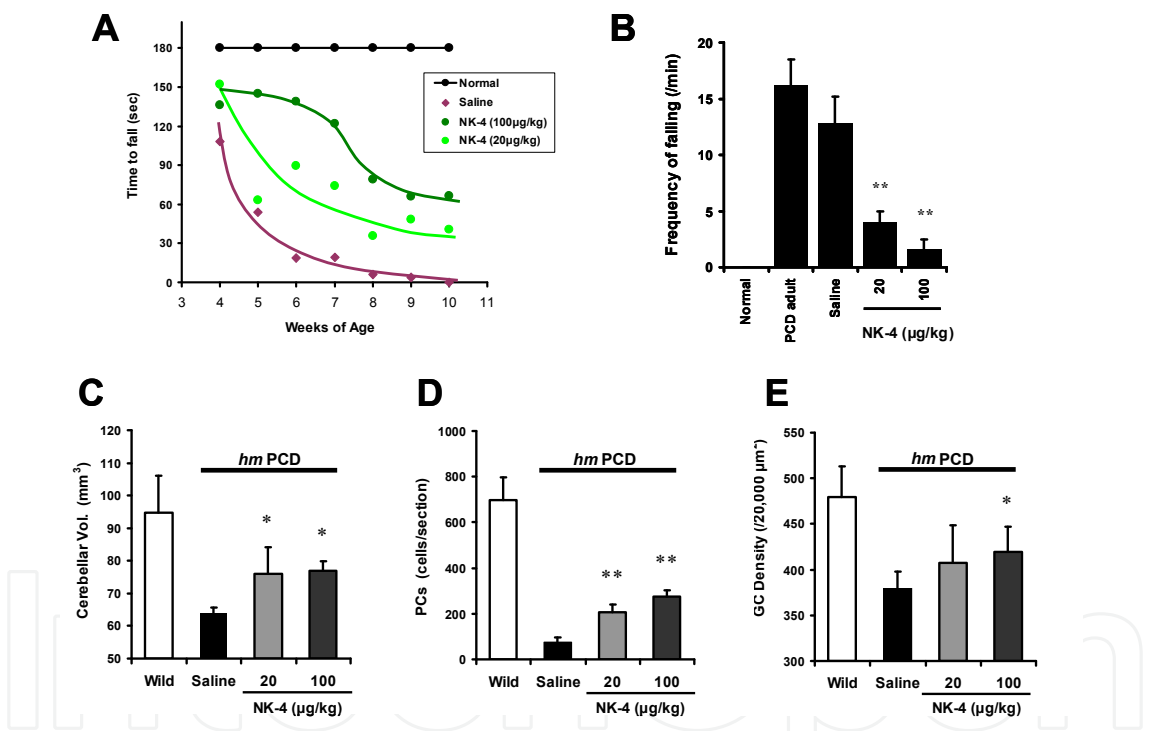 A
180
150
120
90
60
30
0
Time to fall (sec)
3 4 5 6 7 8 9 10 11
Weeks of Age
Normal
Saline
NK-4 (100µg/kg)
NK-4 (20µg/kg)
B
20
15
10
5
0
Frequency of falling (/min)
** **
Normal
PCD adult
Saline
20
100
NK-4 (µg/kg)
C
120
110
100
90
80
70
60
50
Cerebellar Vol. (mm³)
hm PCD
* *
Wild Saline 20 100
NK-4 (µg/kg)
D
1000
800
600
400
200
0
PCs (cells/section)
hm PCD
** **
Wild Saline 20 100
NK-4 (µg/kg)
E
550
500
450
400
350
300
GC Density (/20,000 µm²)
hm PCD
*
Wild Saline 20 100
NK-4 (µg/kg)